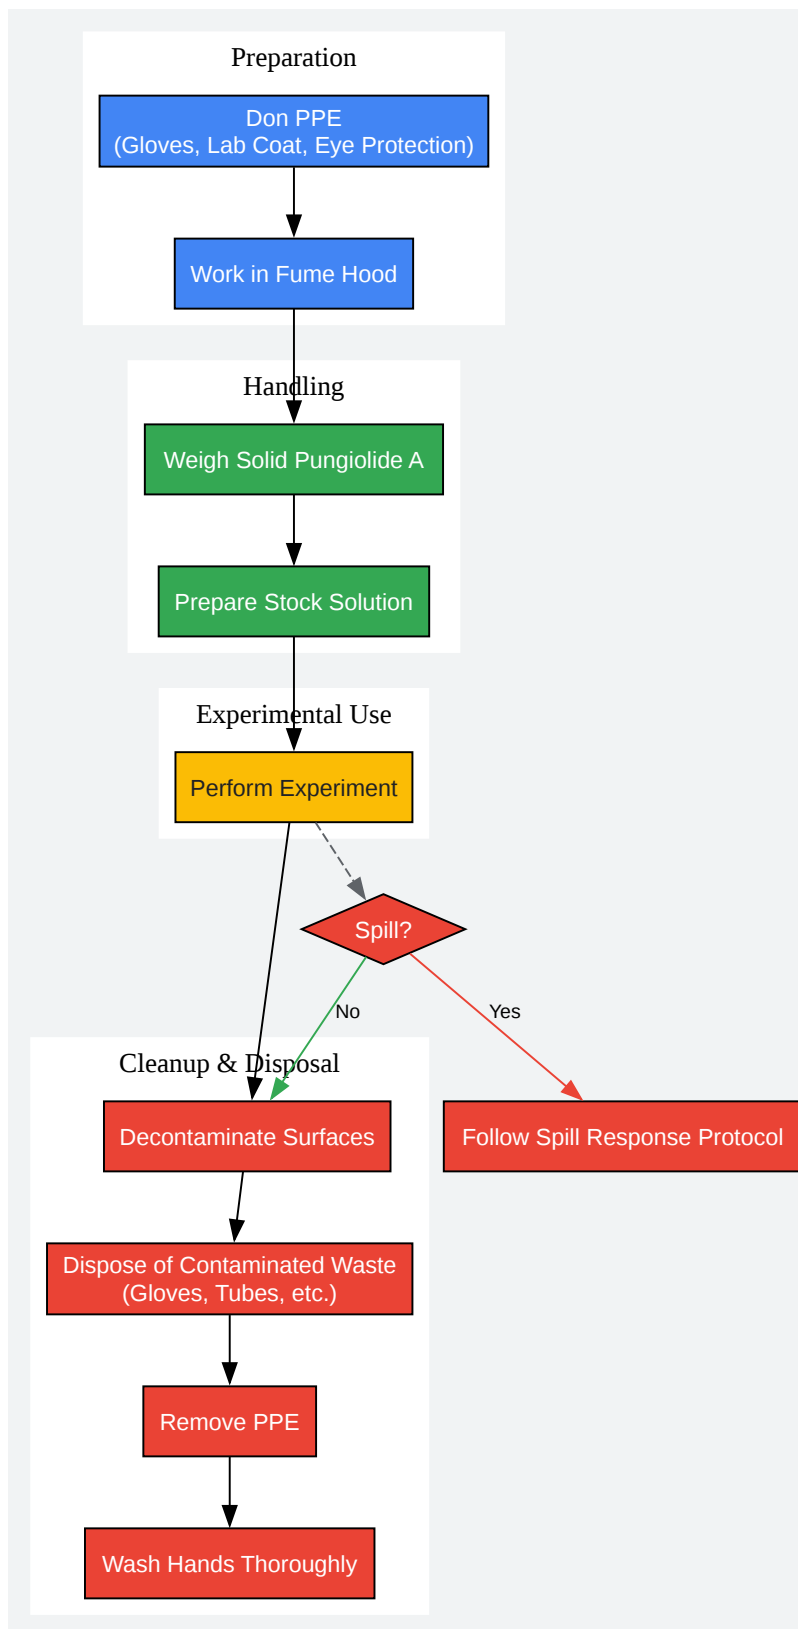 Preparation
Don PPE
(Gloves, Lab Coat, Eye Protection)
Work in Fume Hood
Handling
Weigh Solid Pungiolide A
Prepare Stock Solution
Experimental Use
Perform Experiment
Spill?
No
Yes
Cleanup & Disposal
Decontaminate Surfaces
Follow Spill Response Protocol
Dispose of Contaminated Waste
(Gloves, Tubes, etc.)
Remove PPE
Wash Hands Thoroughly